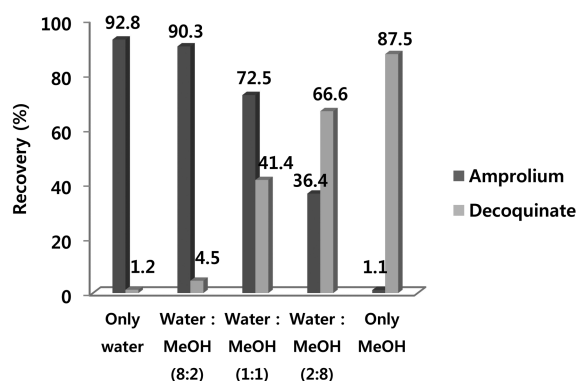 100
80
60
40
20
0
Recovery (%)
92.8
1.2
90.3
4.5
72.5
41.4
36.4
66.6
1.1
87.5
Only
water
Water :
MeOH
(8:2)
Water :
MeOH
(1:1)
Water :
MeOH
(2:8)
Only
MeOH
Amprolium
Decoquinate